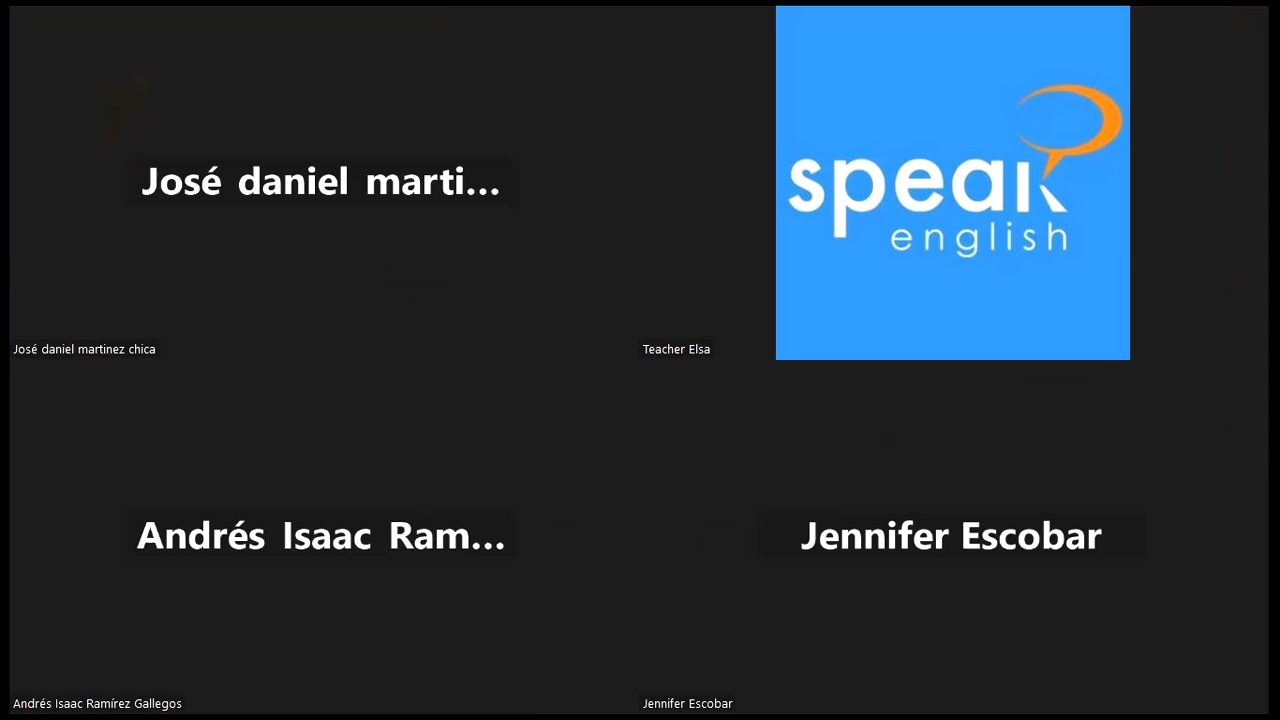 José daniel marti...
speak
english
José daniel martinez chica
Teacher Elsa
Andrés Isaac Ram...
Jennifer Escobar
Andrés Isaac Ramírez Gallegos
Jennifer Escobar